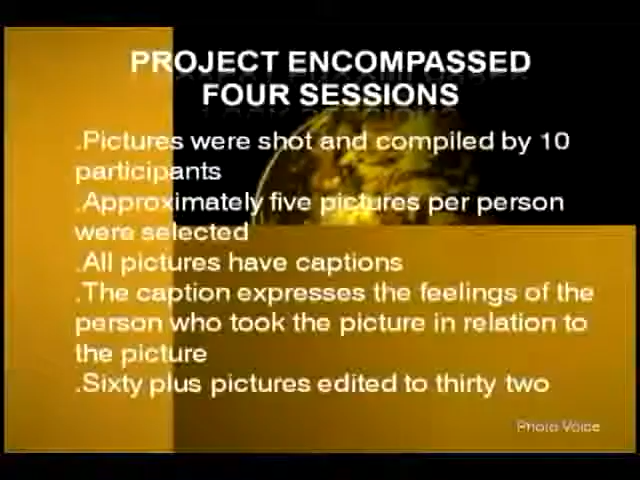 PROJECT ENCOMPASSED
FOUR SESSIONS
.Pictures were shot and compiled by 10
participants
.Approximately five pictures per person
were selected
.All pictures have captions
.The caption expresses the feelings of the
person who took the picture in relation to
the picture
.Sixty plus pictures edited to thirty two
Photo Voice